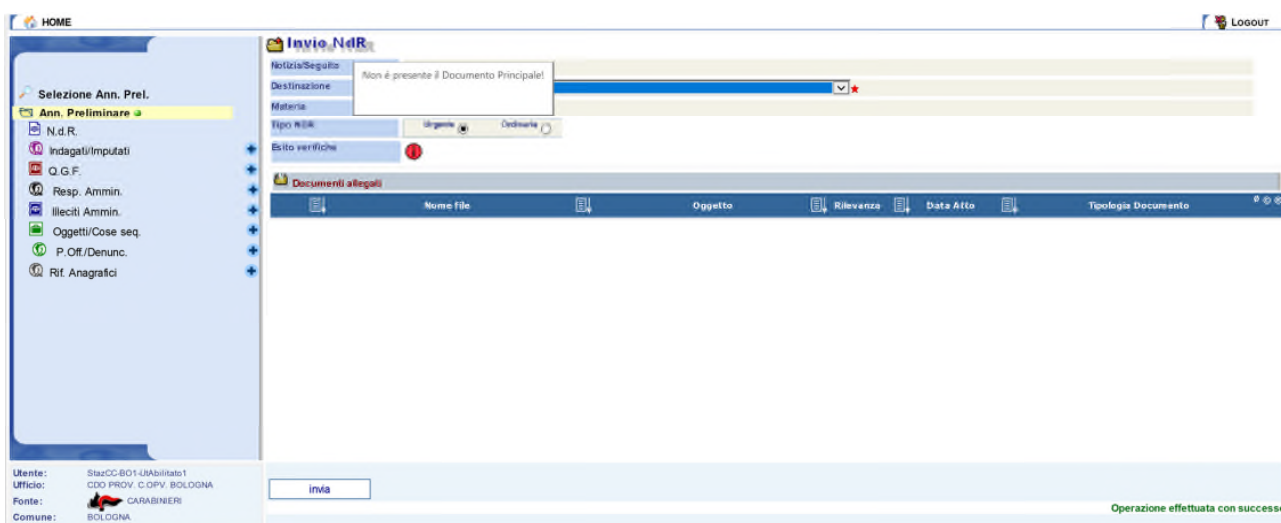 HOME
LOGOUT
Invio NdR
Notizia/Seguito
Non è presente il Documento Principale!
Destinazione
Materia
Tipo NdR Urgente Ordinaria
Esito verifiche
Selezione Ann. Prel.
Ann. Preliminare
N.d.R.
Indagati/Imputati
Q.G.F.
Resp. Ammin.
Illeciti Ammin.
Oggetti/Cose seq.
P.Off./Denunc.
Rif. Anagrafici
Documenti allegati
Nome file Oggetto Rilevanza Data Atto Tipologia Documento
Utente: StazCC-BO1-UtAbilitato1
Ufficio: CDO PROV. C.OPV. BOLOGNA
Fonte: CARABINIERI
Comune: BOLOGNA
invia
Operazione effettuata con success